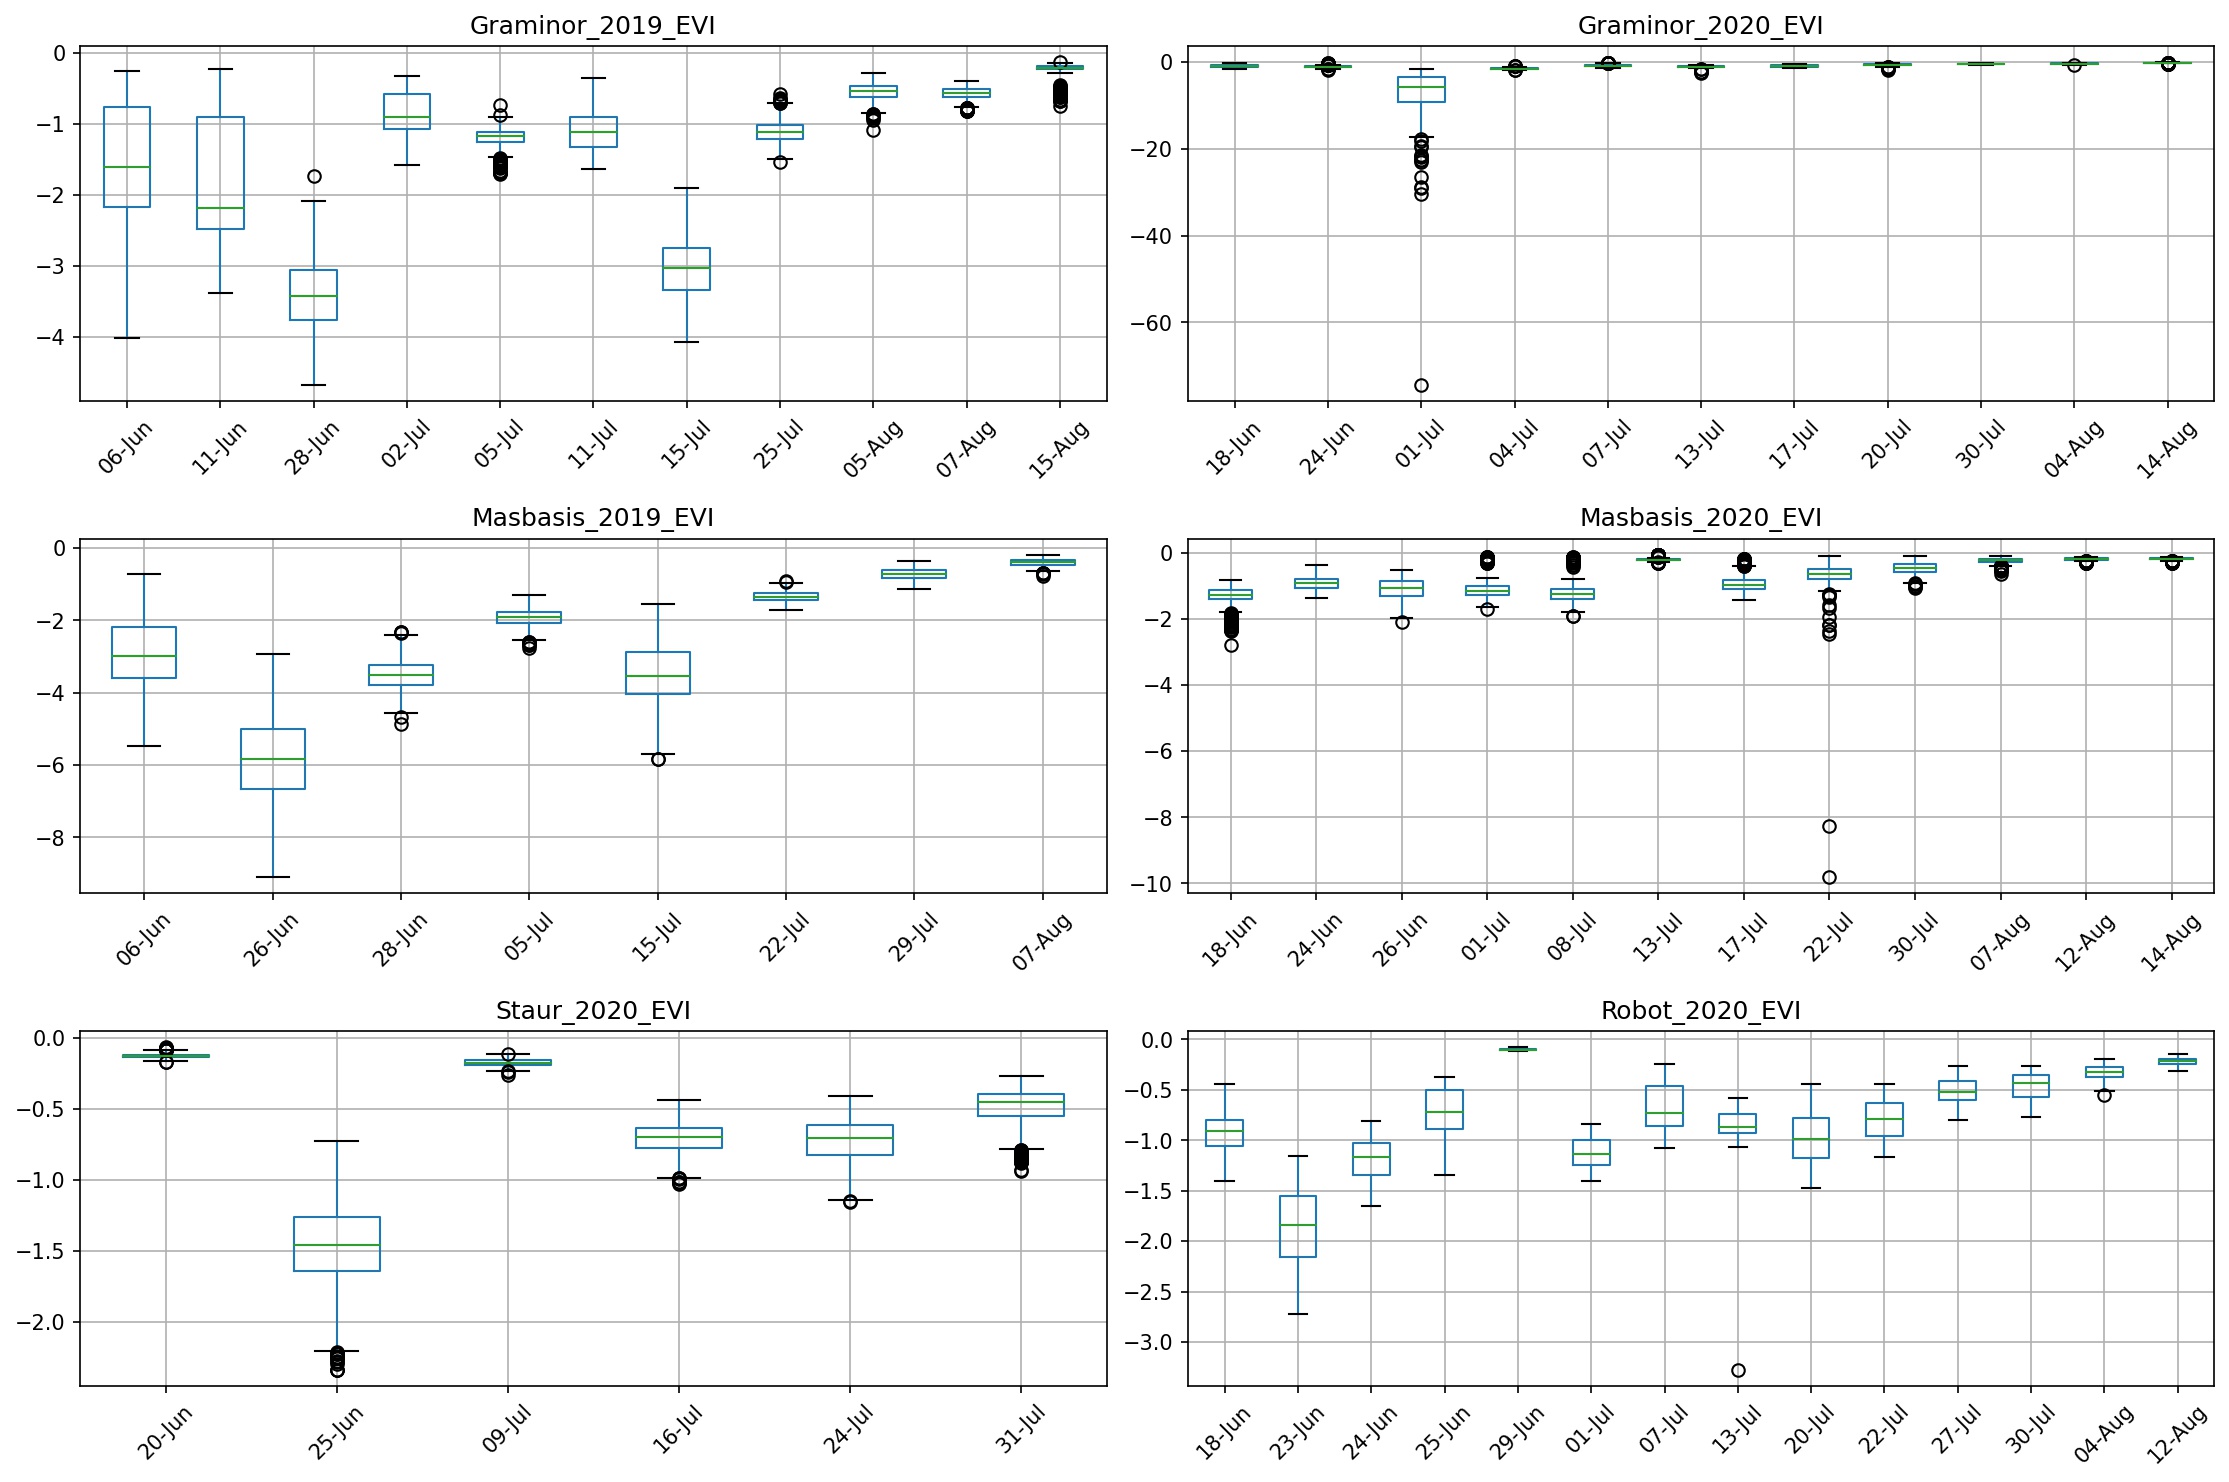 Graminor_2019_EVI
0
−1
−2
−3
−4
06-Jun 11-Jun 28-Jun 02-Jul 05-Jul 11-Jul 15-Jul 25-Jul 05-Aug 07-Aug 15-Aug
Graminor_2020_EVI
0
−20
−40
−60
18-Jun 24-Jun 01-Jul 04-Jul 07-Jul 13-Jul 17-Jul 20-Jul 30-Jul 04-Aug 14-Aug
Masbasis_2019_EVI
0
−2
−4
−6
−8
06-Jun 26-Jun 28-Jun 05-Jul 15-Jul 22-Jul 29-Jul 07-Aug
Masbasis_2020_EVI
0
−2
−4
−6
−8
−10
18-Jun 24-Jun 26-Jun 01-Jul 08-Jul 13-Jul 17-Jul 22-Jul 30-Jul 07-Aug 12-Aug 14-Aug
Staur_2020_EVI
0.0
−0.5
−1.0
−1.5
−2.0
20-Jun 25-Jun 09-Jul 16-Jul 24-Jul 31-Jul
Robot_2020_EVI
0.0
−0.5
−1.0
−1.5
−2.0
−2.5
−3.0
18-Jun 23-Jun 24-Jun 25-Jun 29-Jun 01-Jul 07-Jul 13-Jul 20-Jul 22-Jul 27-Jul 30-Jul 04-Aug 12-Aug